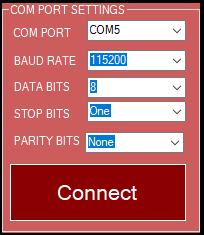 COM PORT SETTINGS
COM PORT COM5
BAUD RATE 115200
DATA BITS 8
STOP BITS One
PARITY BITS None
Connect